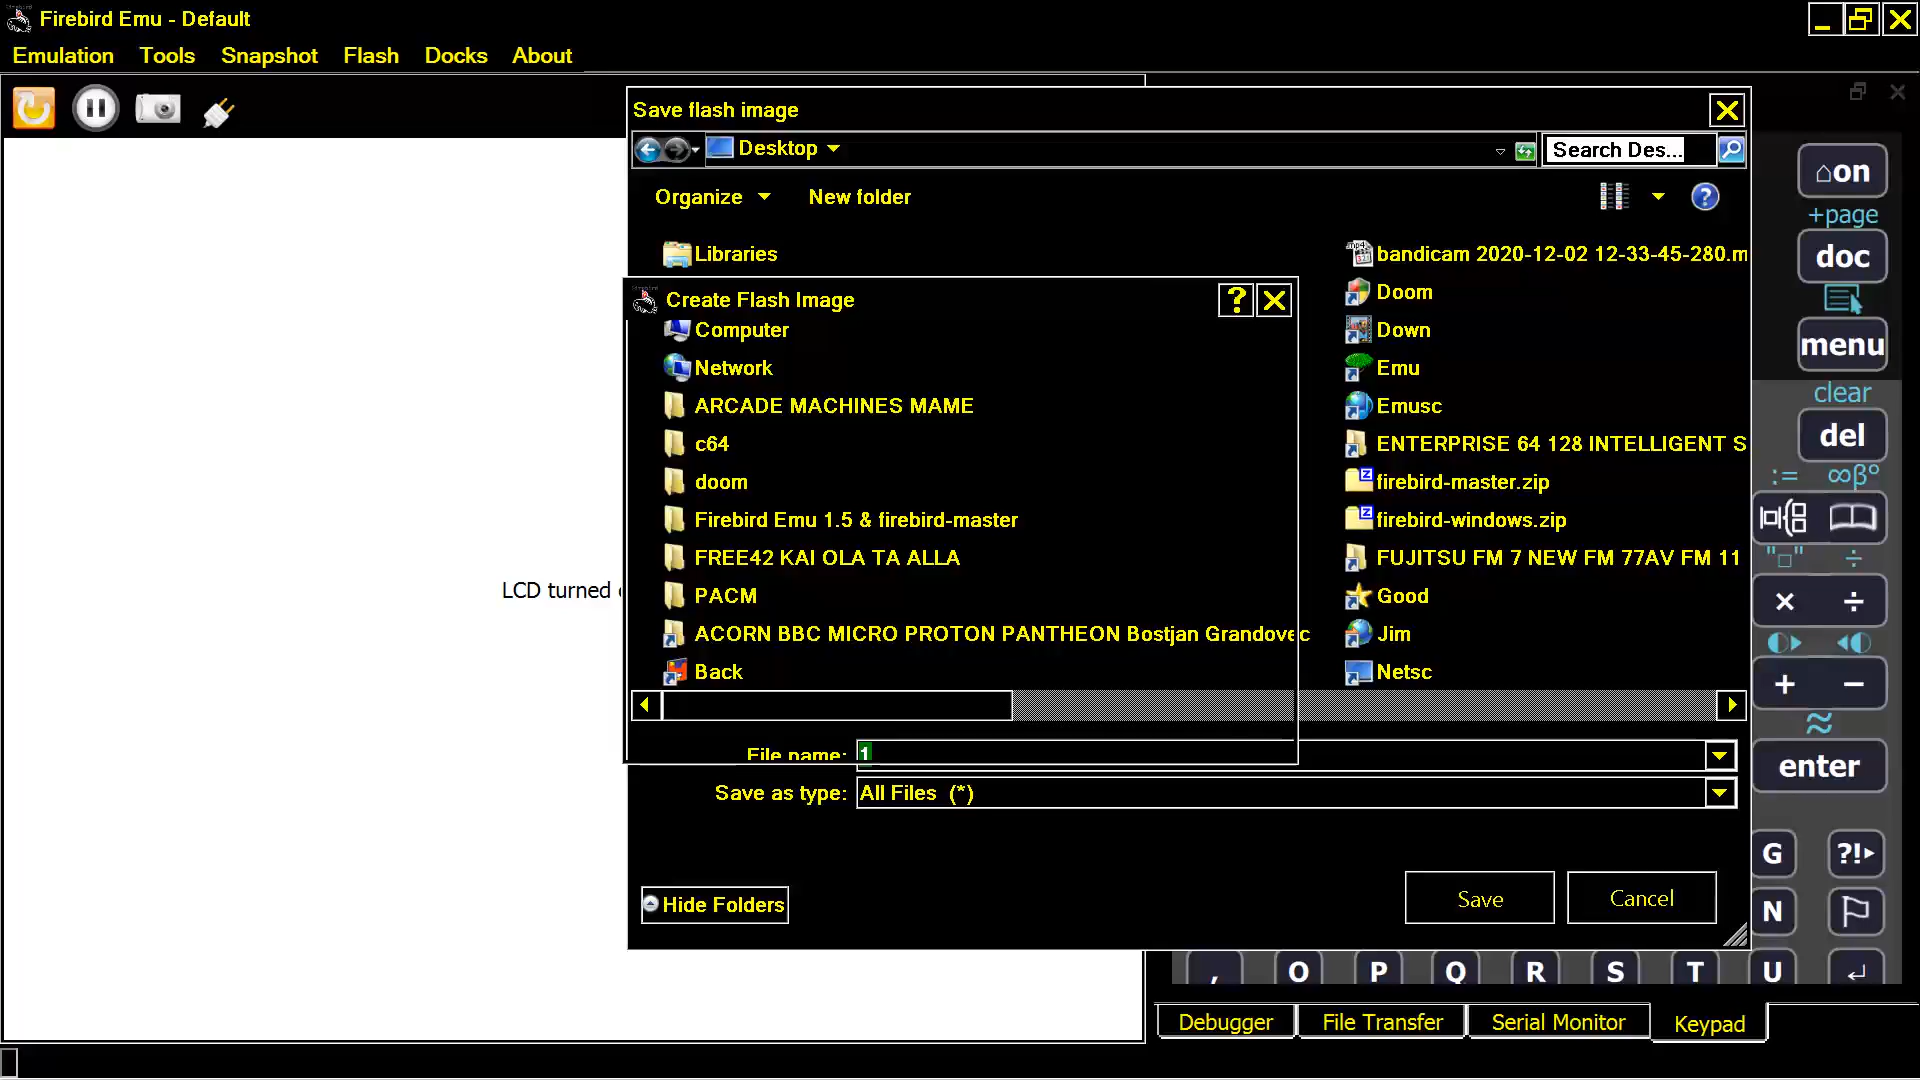 Firebird Emu - Default
Emulation Tools Snapshot Flash Docks About
Save flash image
Desktop
Search Des...
Organize
New folder
Libraries
Create Flash Image
Computer
Network
ARCADE MACHINES MAME
c64
doom
Firebird Emu 1.5 & firebird-master
FREE42 KAI OLA TA ALLA
PACM
ACORN BBC MICRO PROTON PANTHEON Bostjan Grandovec
Back
bandicam 2020-12-02 12-33-45-280.m
Doom
Down
Emu
Emusc
ENTERPRISE 64 128 INTELLIGENT S
firebird-master.zip
firebird-windows.zip
FUJITSU FM 7 NEW FM 77AV FM 11
Good
Jim
Netsc
File name: 1
Save as type: All Files (*)
Hide Folders
Save
Cancel
LCD turned
⌂on
+page
doc
menu
clear
del
:= ∞β°
"□" ÷
× ÷
+ −
≈
enter
G ?!▸
N
, O P Q R S T U ↵
Debugger File Transfer Serial Monitor Keypad